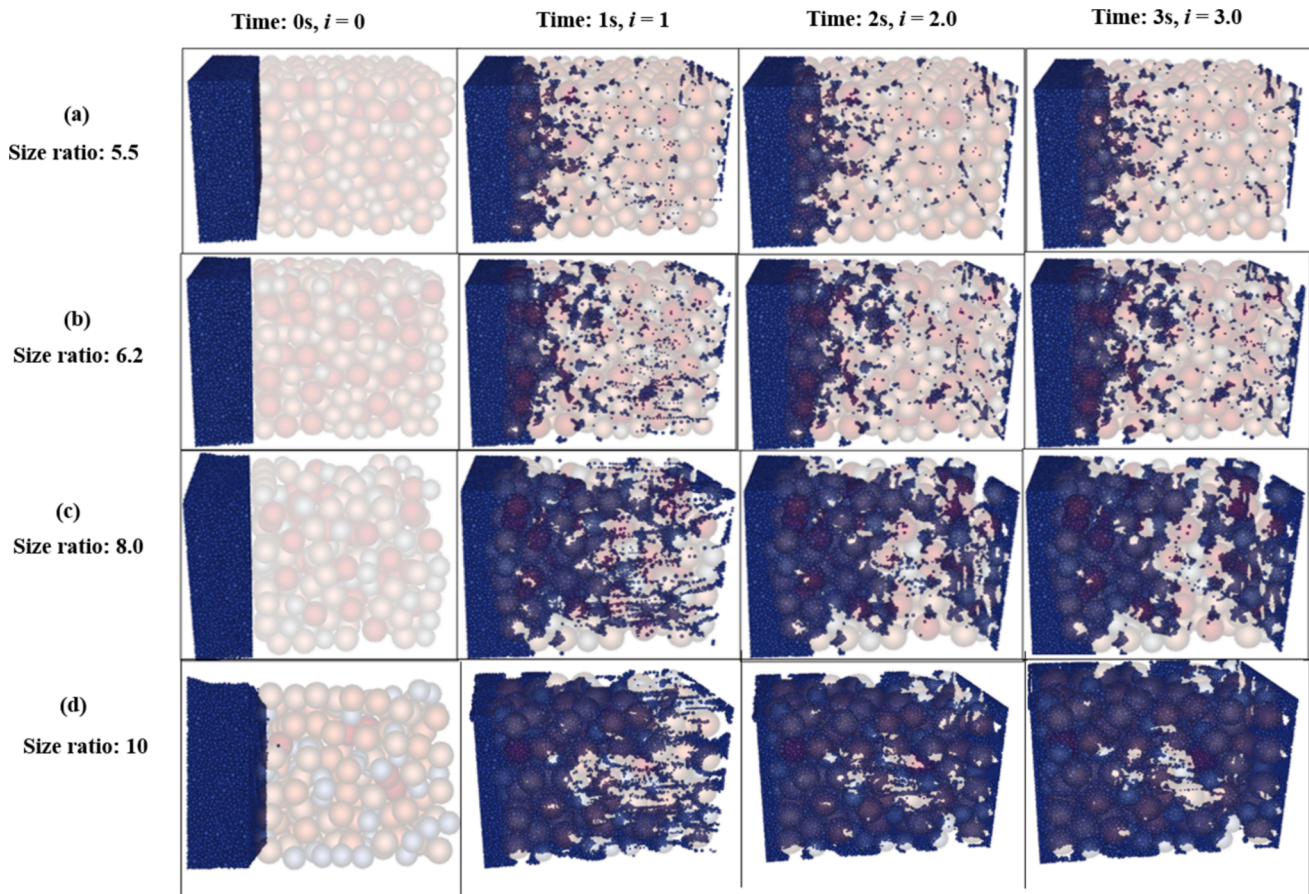 Time: 0s, i = 0
Time: 1s, i = 1
Time: 2s, i = 2.0
Time: 3s, i = 3.0
(a)
Size ratio: 5.5
(b)
Size ratio: 6.2
(c)
Size ratio: 8.0
(d)
Size ratio: 10